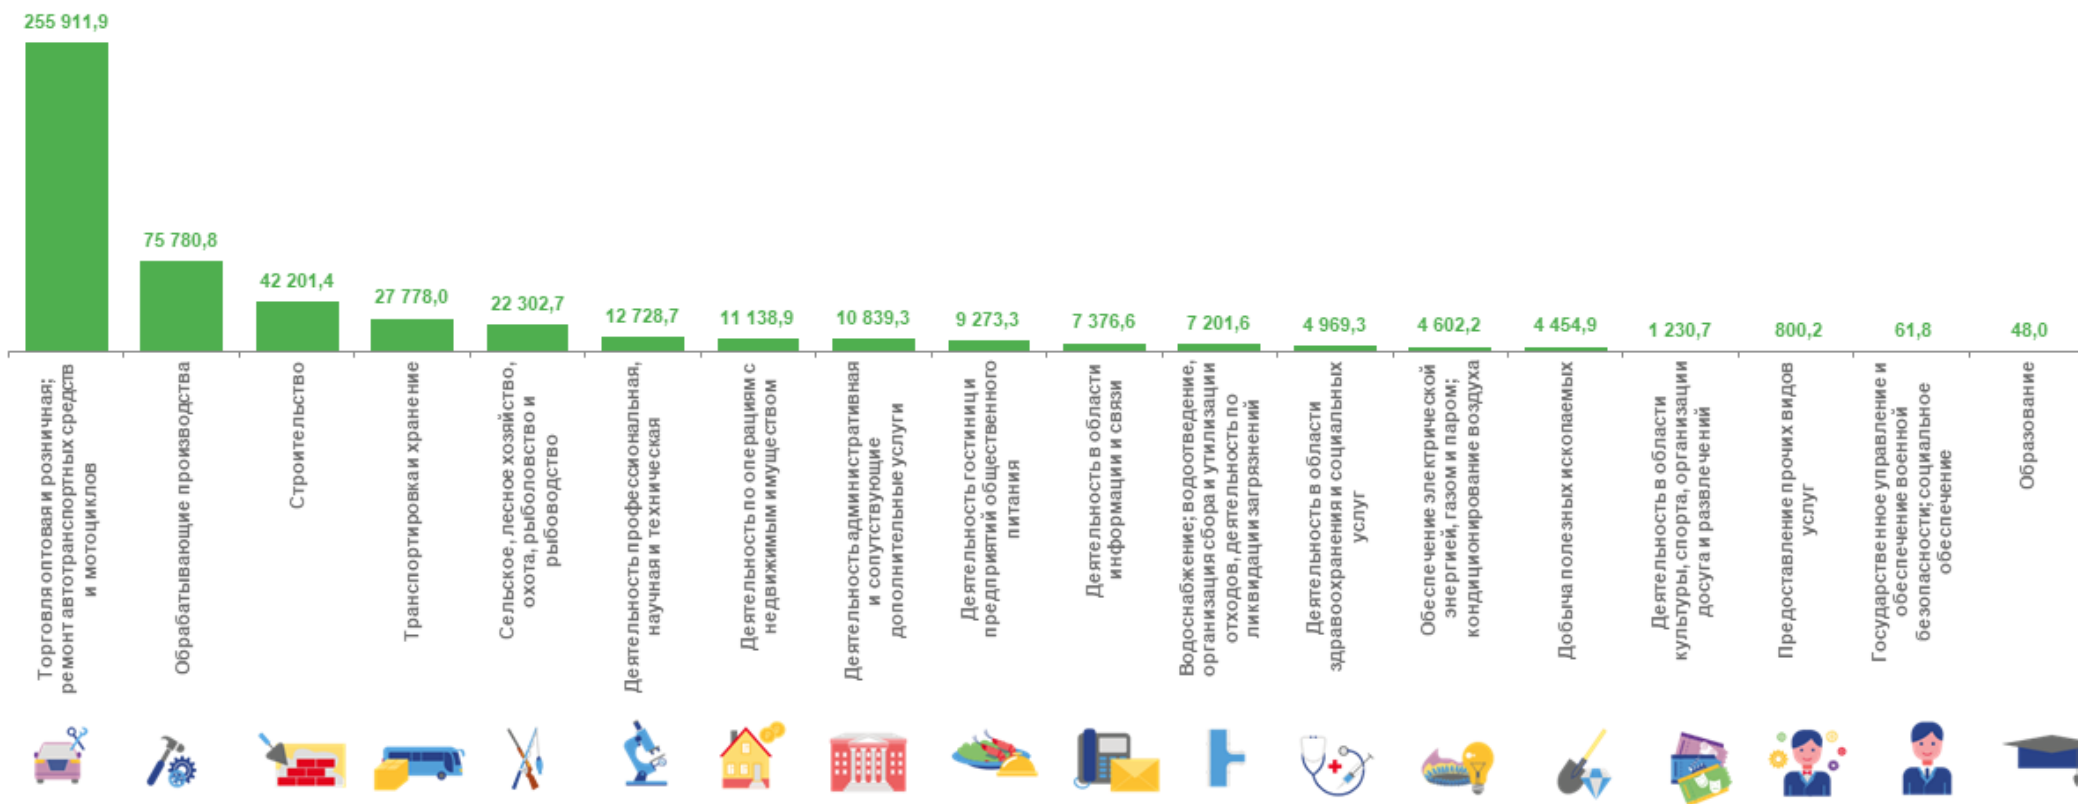 255 911,9
75 780,8
42 201,4
27 778,0
22 302,7
12 728,7
11 138,9
10 839,3
9 273,3
7 376,6
7 201,6
4 969,3
4 602,2
4 454,9
1 230,7
800,2
61,8
48,0
Торговля оптовая и розничная;
ремонт автотранспортных средств
и мотоциклов
Обрабатывающие производства
Строительство
Транспортировка и хранение
Сельское, лесное хозяйство,
охота, рыболовство и
рыбоводство
Деятельность профессиональная,
научная и техническая
Деятельность по операциям с
недвижимым имуществом
Деятельность административная
и сопутствующие
дополнительные услуги
Деятельность гостиниц и
предприятий общественного
питания
Деятельность в области
информации и связи
Водоснабжение; водоотведение,
организация сбора и утилизации
отходов, деятельность по
ликвидации загрязнений
Деятельность в области
здравоохранения и социальных
услуг
Обеспечение электрической
энергией, газом и паром;
кондиционирование воздуха
Добыча полезных ископаемых
Деятельность в области
культуры, спорта, организации
досуга и развлечений
Предоставление прочих видов
услуг
Государственное управление и
обеспечение военной
безопасности; социальное
обеспечение
Образование